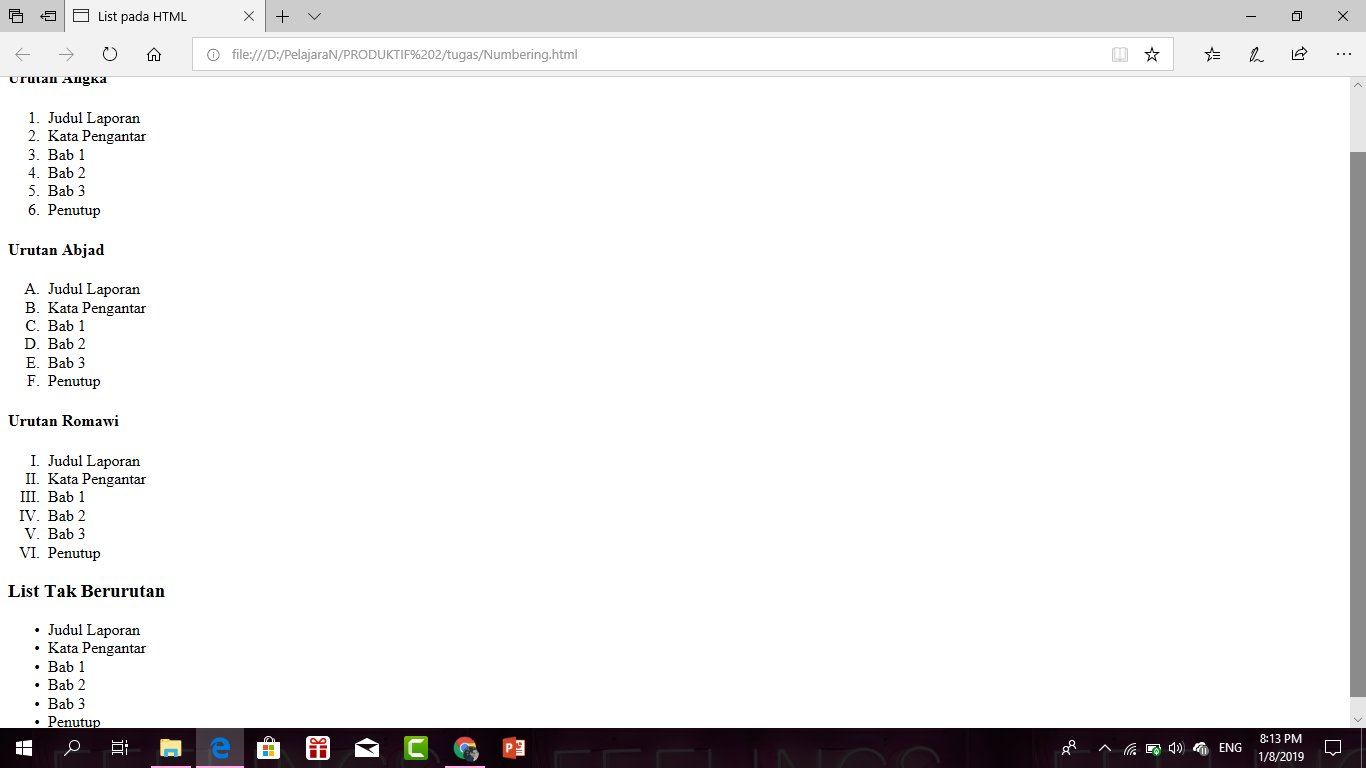 List pada HTML
file:///D:/PelajaraN/PRODUKTIF%202/tugas/Numbering.html
Urutan Angka
1. Judul Laporan
2. Kata Pengantar
3. Bab 1
4. Bab 2
5. Bab 3
6. Penutup
Urutan Abjad
A. Judul Laporan
B. Kata Pengantar
C. Bab 1
D. Bab 2
E. Bab 3
F. Penutup
Urutan Romawi
I. Judul Laporan
II. Kata Pengantar
III. Bab 1
IV. Bab 2
V. Bab 3
VI. Penutup
List Tak Berurutan
• Judul Laporan
• Kata Pengantar
• Bab 1
• Bab 2
• Bab 3
• Penutup
ENG
8:13 PM
1/8/2019